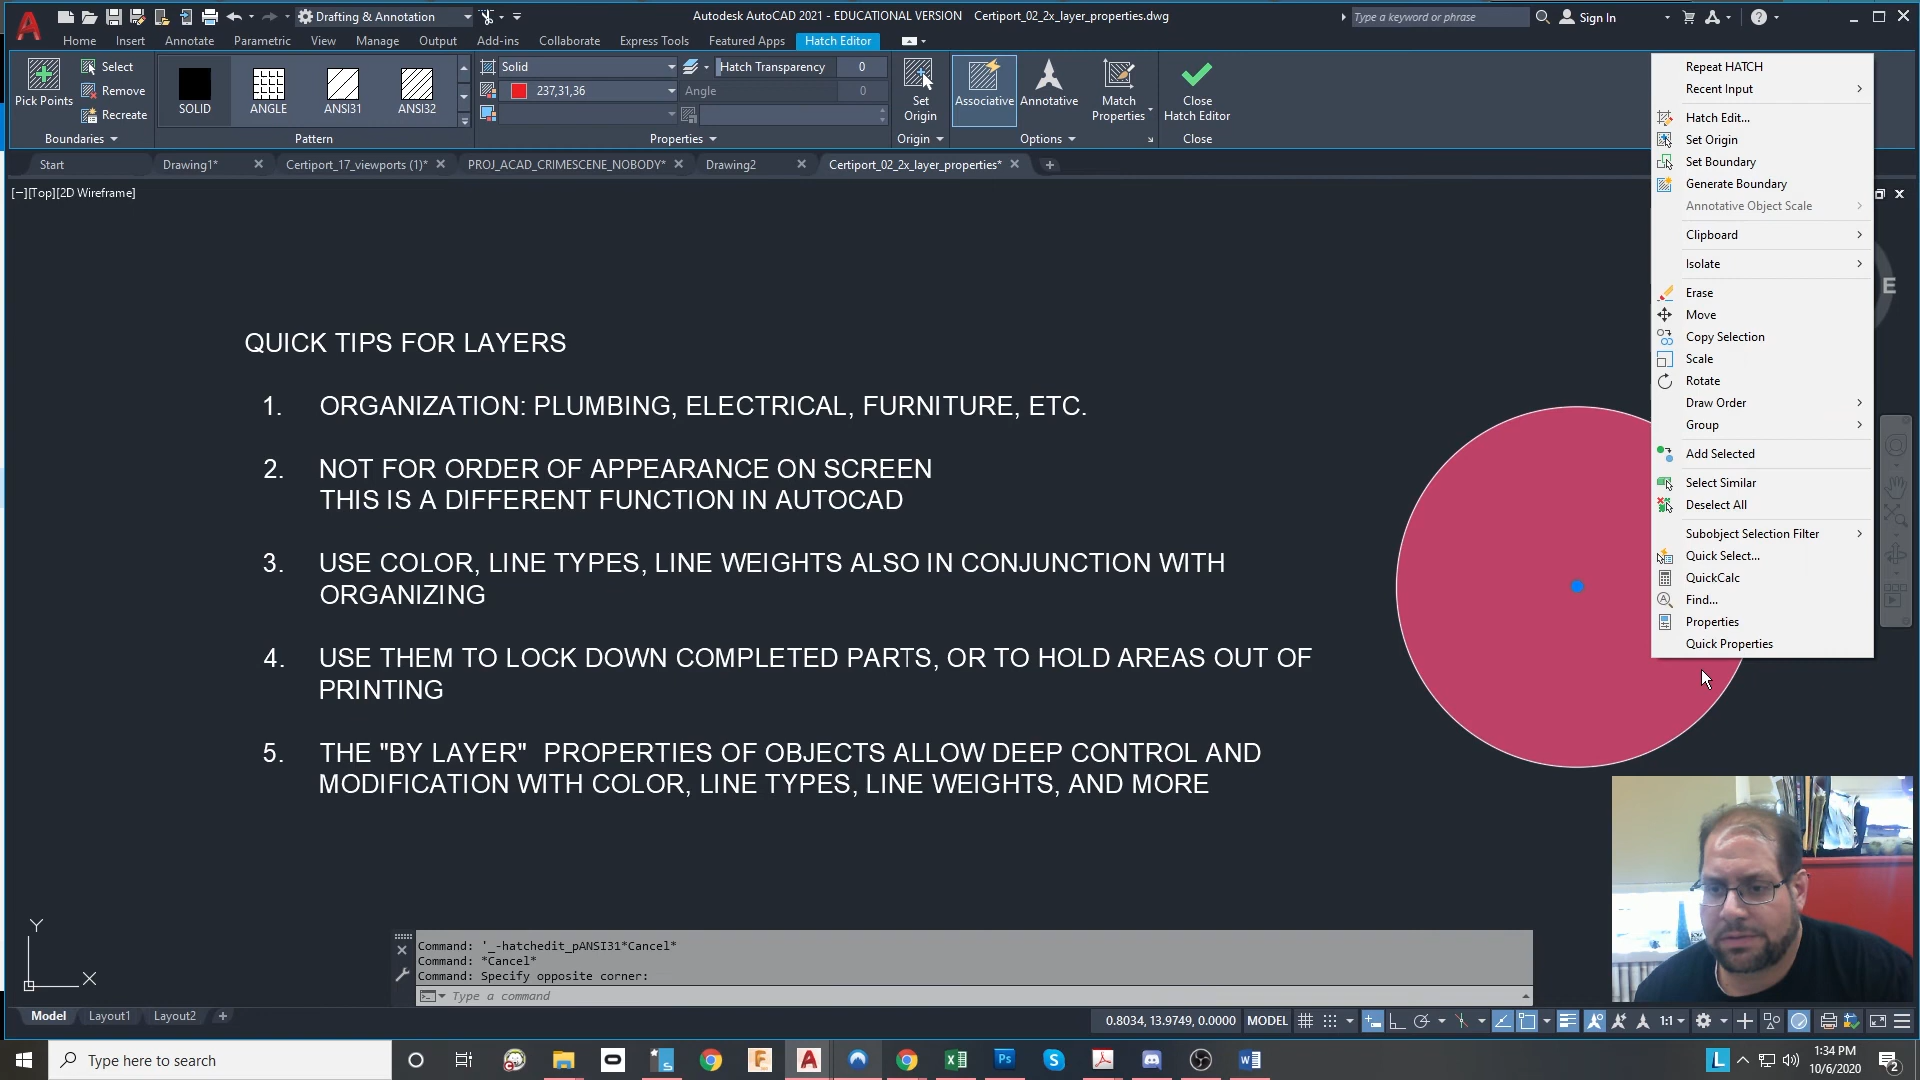 Drafting & Annotation
Autodesk AutoCAD 2021 - EDUCATIONAL VERSION Certiport_02_2x_layer_properties.dwg
Type a keyword or phrase
Sign In
Home Insert Annotate Parametric View Manage Output Add-ins Collaborate Express Tools Featured Apps Hatch Editor
Pick Points
Select
Remove
Recreate
Boundaries
SOLID ANGLE ANSI31 ANSI32
Pattern
Solid
237,31,36
Hatch Transparency 0
Angle 0
Properties
Set Origin
Origin
Associative
Annotative
Match Properties
Options
Close Hatch Editor
Close
Start Drawing1* Certiport_17_viewports (1)* PROJ_ACAD_CRIMESCENE_NOBODY* Drawing2 Certiport_02_2x_layer_properties*
[−][Top][2D Wireframe]
QUICK TIPS FOR LAYERS
1. ORGANIZATION: PLUMBING, ELECTRICAL, FURNITURE, ETC.
2. NOT FOR ORDER OF APPEARANCE ON SCREEN
THIS IS A DIFFERENT FUNCTION IN AUTOCAD
3. USE COLOR, LINE TYPES, LINE WEIGHTS ALSO IN CONJUNCTION WITH
ORGANIZING
4. USE THEM TO LOCK DOWN COMPLETED PARTS, OR TO HOLD AREAS OUT OF
PRINTING
5. THE "BY LAYER" PROPERTIES OF OBJECTS ALLOW DEEP CONTROL AND
MODIFICATION WITH COLOR, LINE TYPES, LINE WEIGHTS, AND MORE
Repeat HATCH
Recent Input
Hatch Edit...
Set Origin
Set Boundary
Generate Boundary
Annotative Object Scale
Clipboard
Isolate
Erase
Move
Copy Selection
Scale
Rotate
Draw Order
Group
Add Selected
Select Similar
Deselect All
Subobject Selection Filter
Quick Select...
QuickCalc
Find...
Properties
Quick Properties
E
Y
X
Command: '_-hatchedit_pANSI31*Cancel*
Command: *Cancel*
Command: Specify opposite corner:
Type a command
Model Layout1 Layout2 +
0.8034, 13.9749, 0.0000 MODEL
1:1
Type here to search
1:34 PM
10/6/2020
2